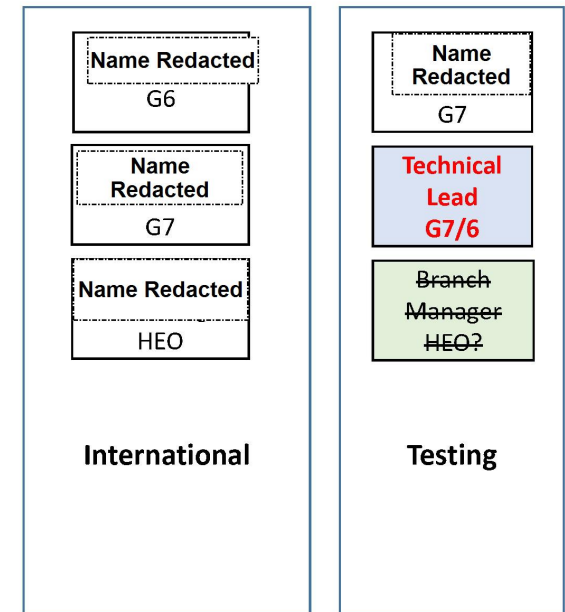 Name Redacted
G6
Name
Redacted
G7
Name Redacted
HEO
International
Name
Redacted
G7
Technical
Lead
G7/6
Branch
Manager
HEO?
Testing